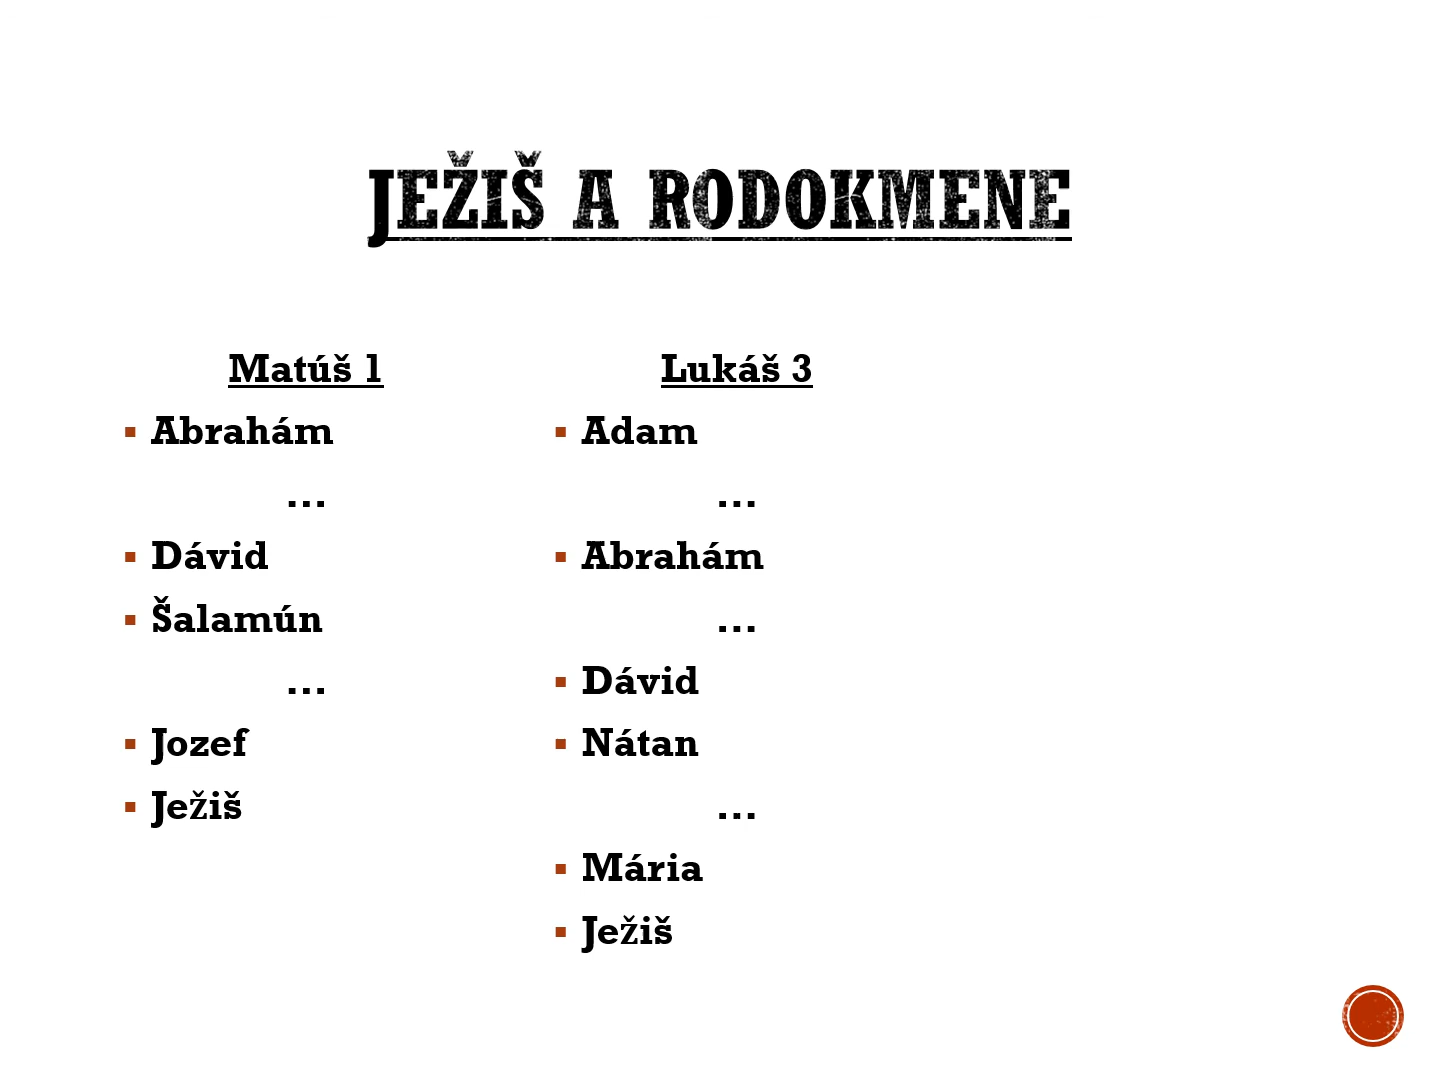 JEŽIŠ A RODOKMENE
Matúš 1
▪ Abrahám
...
▪ Dávid
▪ Šalamún
...
▪ Jozef
▪ Ježiš
Lukáš 3
▪ Adam
...
▪ Abrahám
...
▪ Dávid
▪ Nátan
...
▪ Mária
▪ Ježiš